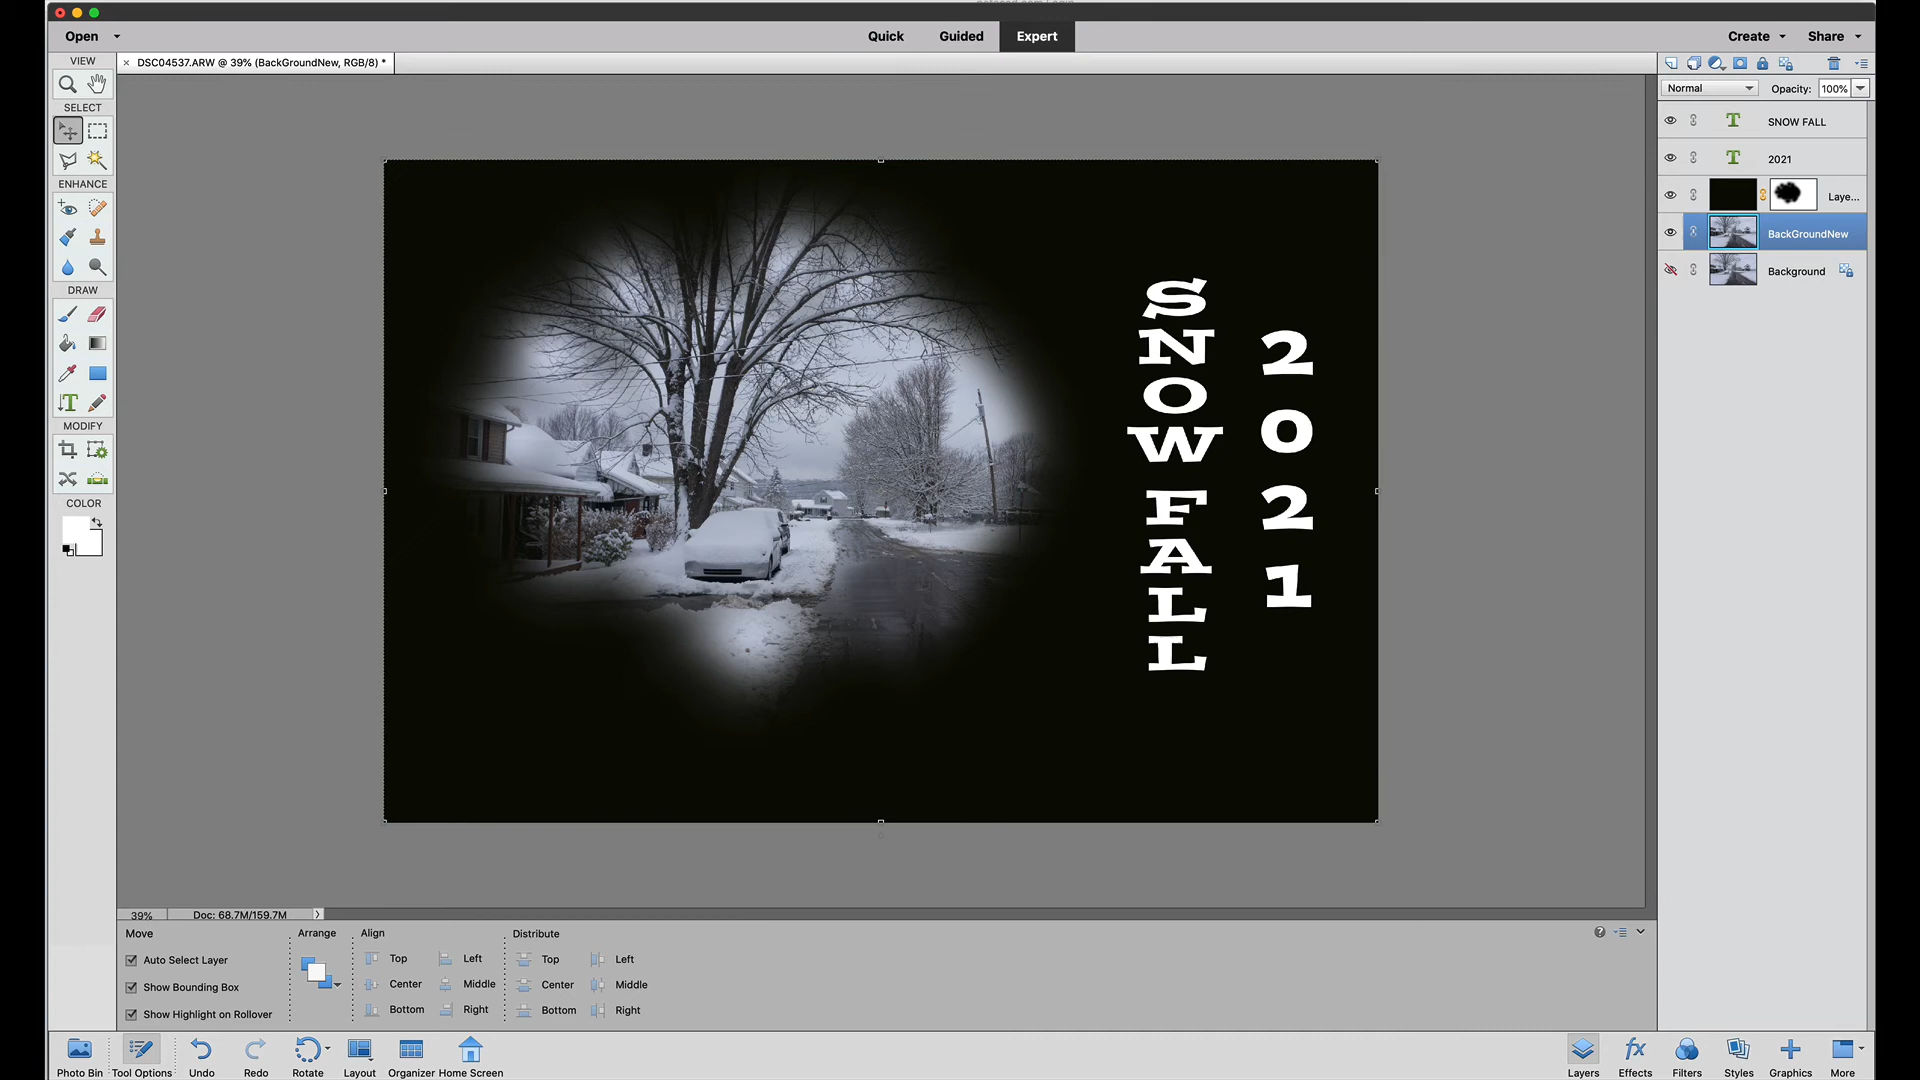 Open
Quick
Guided
Expert
Create
Share
VIEW
× DSC04537.ARW @ 39% (BackGroundNew, RGB/8) *
SELECT
ENHANCE
DRAW
MODIFY
COLOR
Normal
Opacity: 100%
SNOW FALL
2021
Laye...
BackGroundNew
Background
SNOW FALL
2021
39%
Doc: 68.7M/159.7M
Move
Auto Select Layer
Show Bounding Box
Show Highlight on Rollover
Arrange
Align
Top
Left
Center
Middle
Bottom
Right
Distribute
Top
Left
Center
Middle
Bottom
Right
Photo Bin
Tool Options
Undo
Redo
Rotate
Layout
Organizer
Home Screen
Layers
Effects
Filters
Styles
Graphics
More